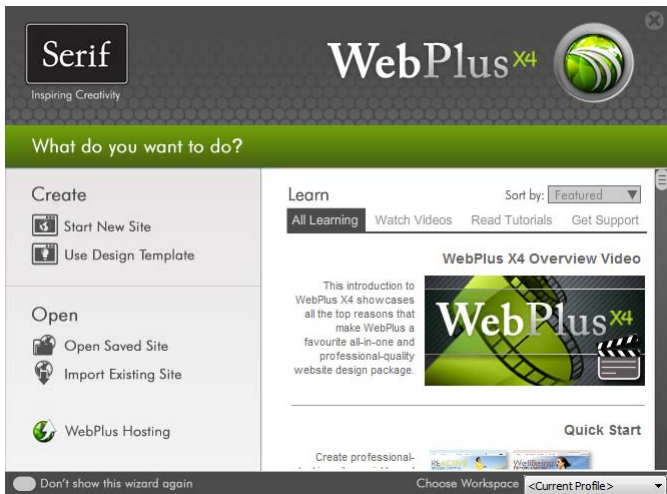 Serif
Inspiring Creativity
WebPlus X4
What do you want to do?
Create
Start New Site
Use Design Template
Open
Open Saved Site
Import Existing Site
WebPlus Hosting
Learn
Sort by: Featured
All Learning Watch Videos Read Tutorials Get Support
WebPlus X4 Overview Video
This introduction to
WebPlus X4 showcases
all the top reasons that
make WebPlus a
favourite all-in-one and
professional-quality
website design package.
WebPlus X4
Quick Start
Create professional-
Don't show this wizard again
Choose Workspace <Current Profile>